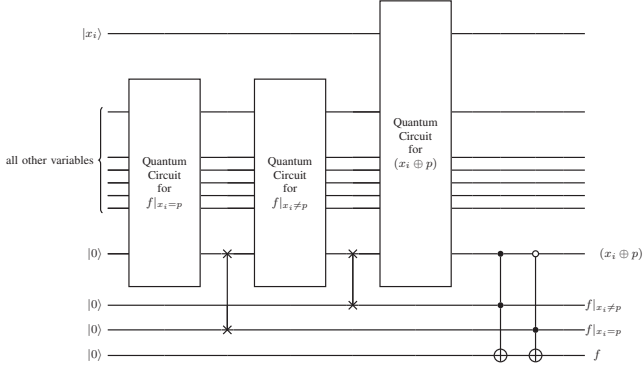 |x_i⟩
all other variables
Quantum
Circuit
for
f|_{x_i=p}
Quantum
Circuit
for
f|_{x_i≠p}
Quantum
Circuit
for
(x_i ⊕ p)
|0⟩
(x_i ⊕ p)
|0⟩
f|_{x_i≠p}
|0⟩
f|_{x_i=p}
|0⟩
f